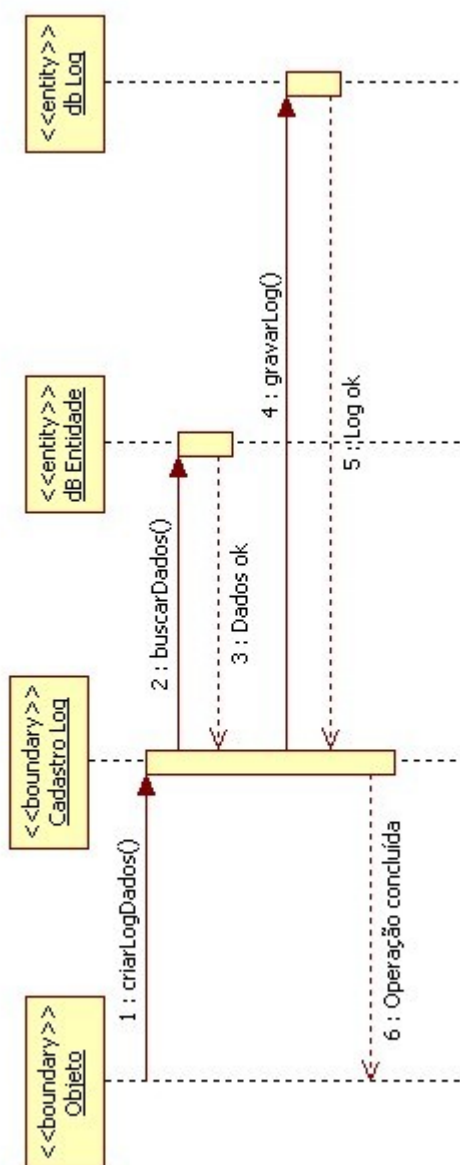 <<boundary>>
Objeto
<<boundary>>
Cadastro Log
<<entity>>
dB Entidade
<<entity>>
db Log
1 : criarLogDados()
2 : buscarDados()
3 : Dados ok
4 : gravarLog()
5 : Log ok
6 : Operação concluída